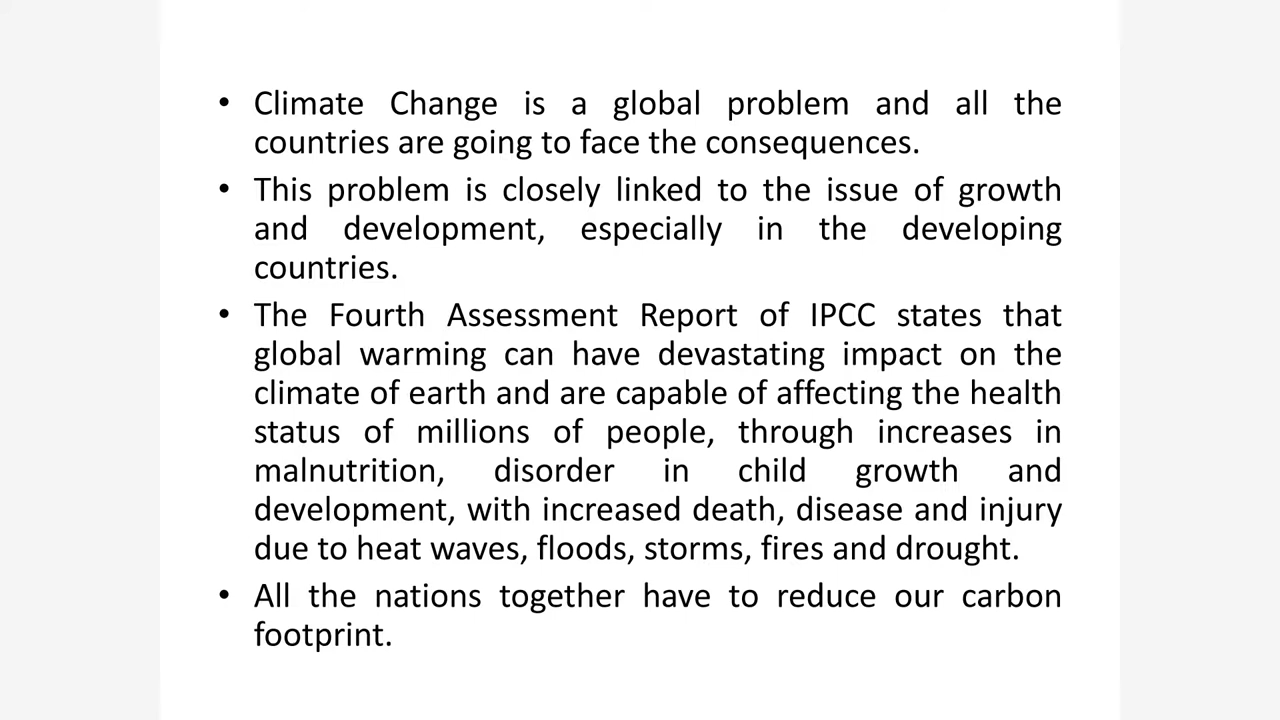 • Climate Change is a global problem and all the
countries are going to face the consequences.
• This problem is closely linked to the issue of growth
and development, especially in the developing
countries.
• The Fourth Assessment Report of IPCC states that
global warming can have devastating impact on the
climate of earth and are capable of affecting the health
status of millions of people, through increases in
malnutrition, disorder in child growth and
development, with increased death, disease and injury
due to heat waves, floods, storms, fires and drought.
• All the nations together have to reduce our carbon
footprint.